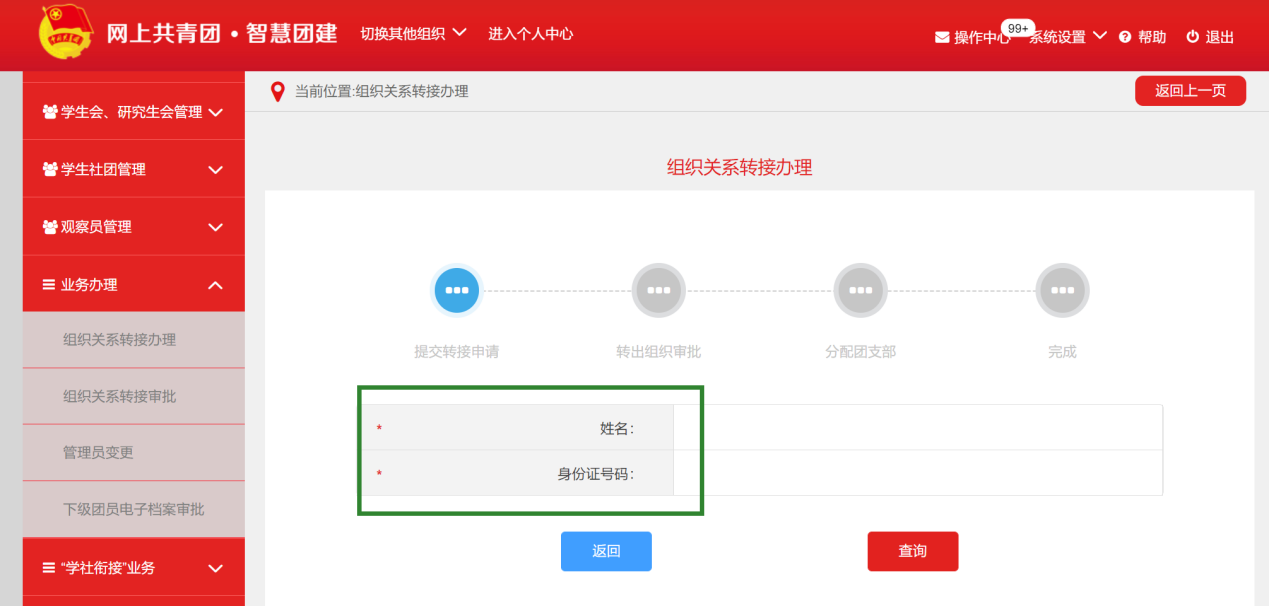 网上共青团·智慧团建 切换其他组织 进入个人中心 99+ 操作中心 系统设置 帮助 退出
当前位置:组织关系转接办理 返回上一页
学生会、研究生会管理
学生社团管理
观察员管理
业务办理
组织关系转接办理
组织关系转接审批
管理员变更
下级团员电子档案审批
“学社衔接”业务
组织关系转接办理
提交转接申请 转出组织审批 分配团支部 完成
* 姓名:
* 身份证号码:
返回 查询